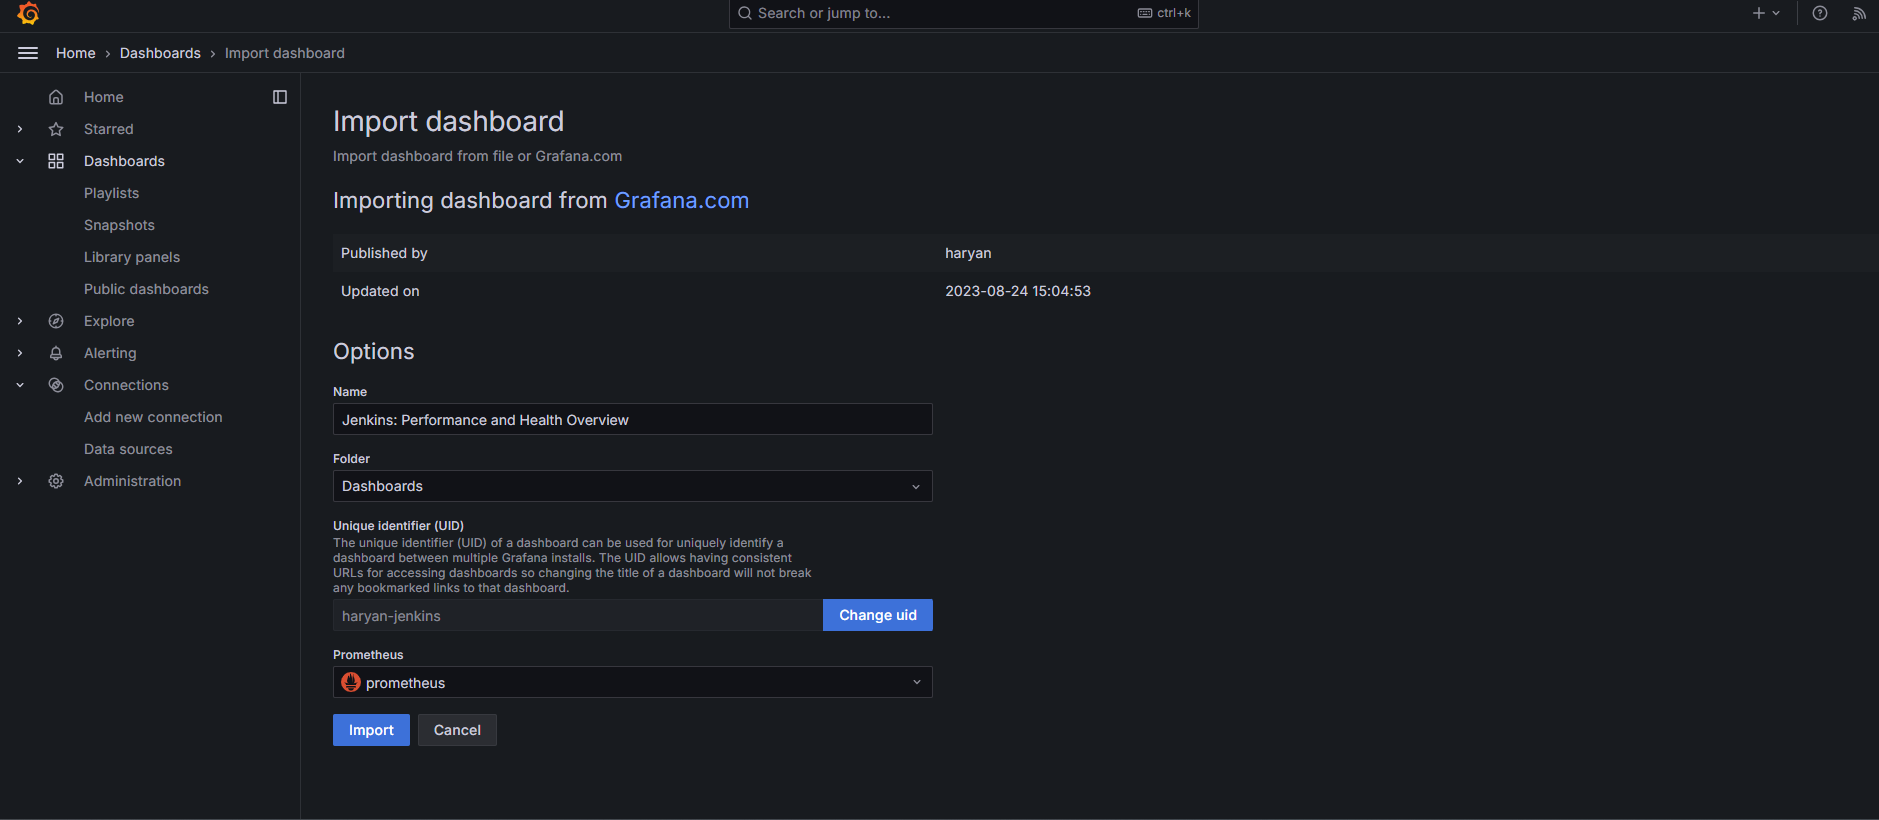 Search or jump to...
ctrl+k
Home › Dashboards › Import dashboard
Home
Starred
Dashboards
Playlists
Snapshots
Library panels
Public dashboards
Explore
Alerting
Connections
Add new connection
Data sources
Administration
Import dashboard
Import dashboard from file or Grafana.com
Importing dashboard from Grafana.com
Published by haryan
Updated on 2023-08-24 15:04:53
Options
Name
Jenkins: Performance and Health Overview
Folder
Dashboards
Unique identifier (UID)
The unique identifier (UID) of a dashboard can be used for uniquely identify a
dashboard between multiple Grafana installs. The UID allows having consistent
URLs for accessing dashboards so changing the title of a dashboard will not break
any bookmarked links to that dashboard.
haryan-jenkins
Change uid
Prometheus
prometheus
Import
Cancel